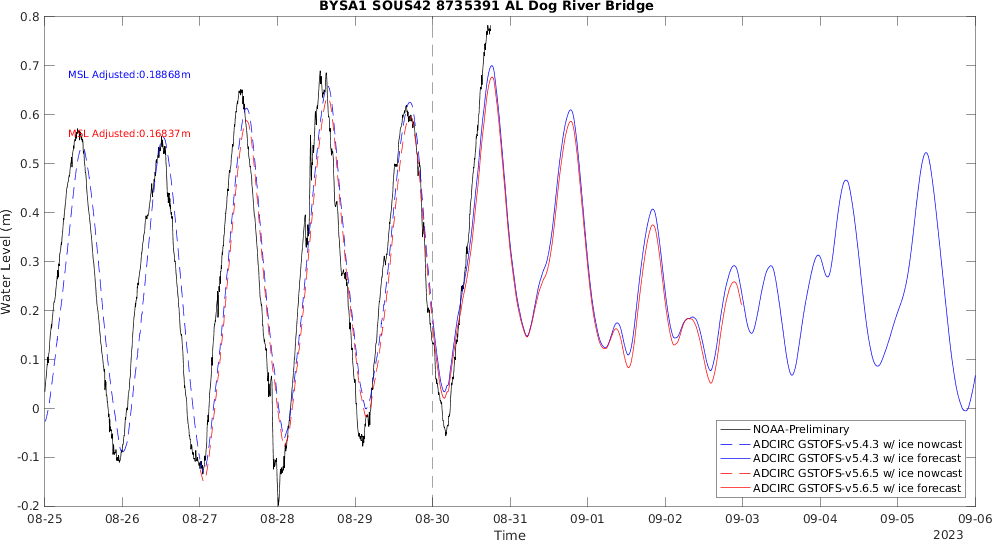 BYSA1 SOUS42 8735391 AL Dog River Bridge
0.8
0.7
0.6
0.5
0.4
0.3
0.2
0.1
0
-0.1
-0.2
Water Level (m)
MSL Adjusted:0.18868m
MSL Adjusted:0.16837m
NOAA-Preliminary
ADCIRC GSTOFS-v5.4.3 w/ ice nowcast
ADCIRC GSTOFS-v5.4.3 w/ ice forecast
ADCIRC GSTOFS-v5.6.5 w/ ice nowcast
ADCIRC GSTOFS-v5.6.5 w/ ice forecast
08-25 08-26 08-27 08-28 08-29 08-30 08-31 09-01 09-02 09-03 09-04 09-05 09-06
Time
2023